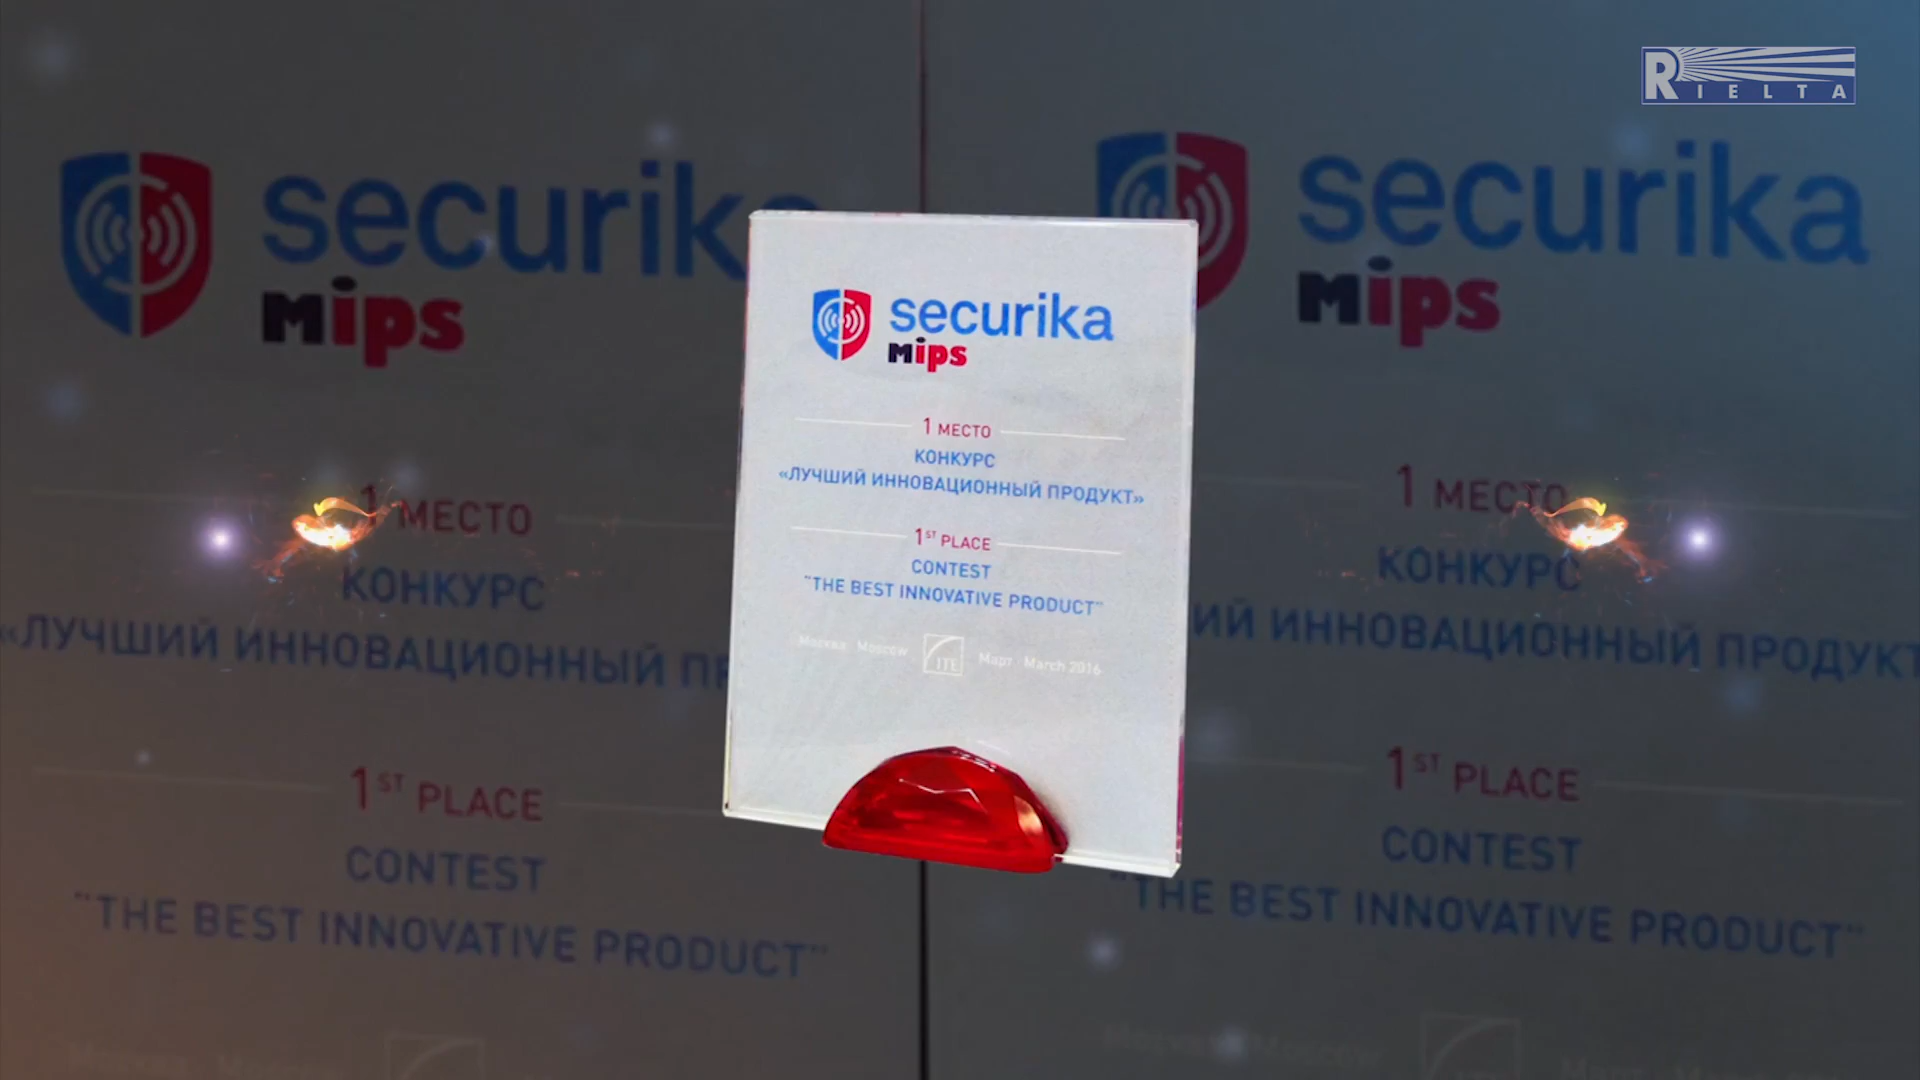 RIELTA
securika
mips
1 МЕСТО
КОНКУРС
«ЛУЧШИЙ ИННОВАЦИОННЫЙ ПР
1ST PLACE
CONTEST
"THE BEST INNOVATIVE PRODUCT"
securika
mips
1 МЕСТО
КОНКУРС
«ЛУЧШИЙ ИННОВАЦИОННЫЙ ПРОДУКТ»
1ST PLACE
CONTEST
"THE BEST INNOVATIVE PRODUCT"
Москва Moscow ITE Март March 2016
securika
mips
1 МЕСТО
КОНКУРС
ИЙ ИННОВАЦИОННЫЙ ПРОДУКТ
1ST PLACE
CONTEST
"THE BEST INNOVATIVE PRODUCT"